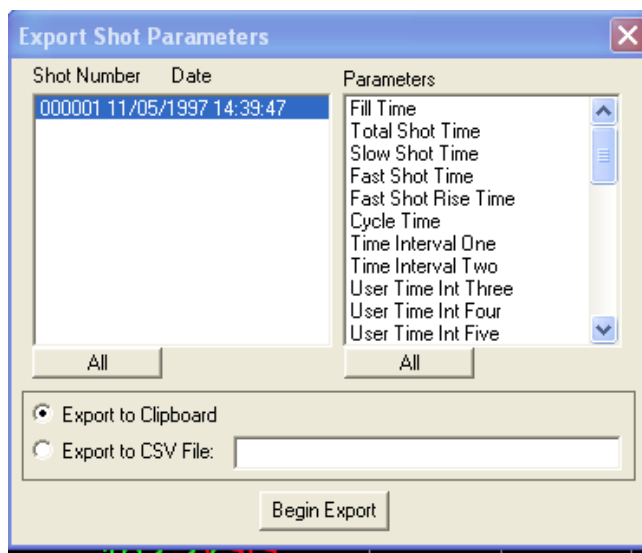 Export Shot Parameters
Shot Number Date
000001 11/05/1997 14:39:47
All
Parameters
Fill Time
Total Shot Time
Slow Shot Time
Fast Shot Time
Fast Shot Rise Time
Cycle Time
Time Interval One
Time Interval Two
User Time Int Three
User Time Int Four
User Time Int Five
All
Export to Clipboard
Export to CSV File:
Begin Export